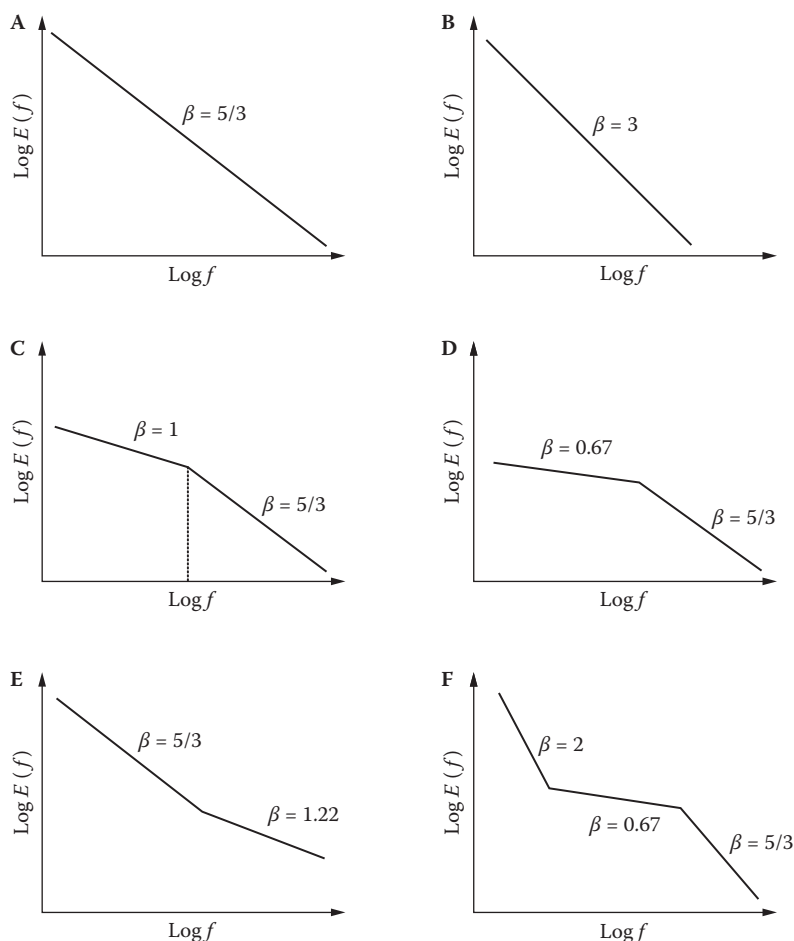 A
Log E (f)
β = 5/3
Log f
B
Log E (f)
β = 3
Log f
C
Log E (f)
β = 1
β = 5/3
Log f
D
Log E (f)
β = 0.67
β = 5/3
Log f
E
Log E (f)
β = 5/3
β = 1.22
Log f
F
Log E (f)
β = 2
β = 0.67
β = 5/3
Log f